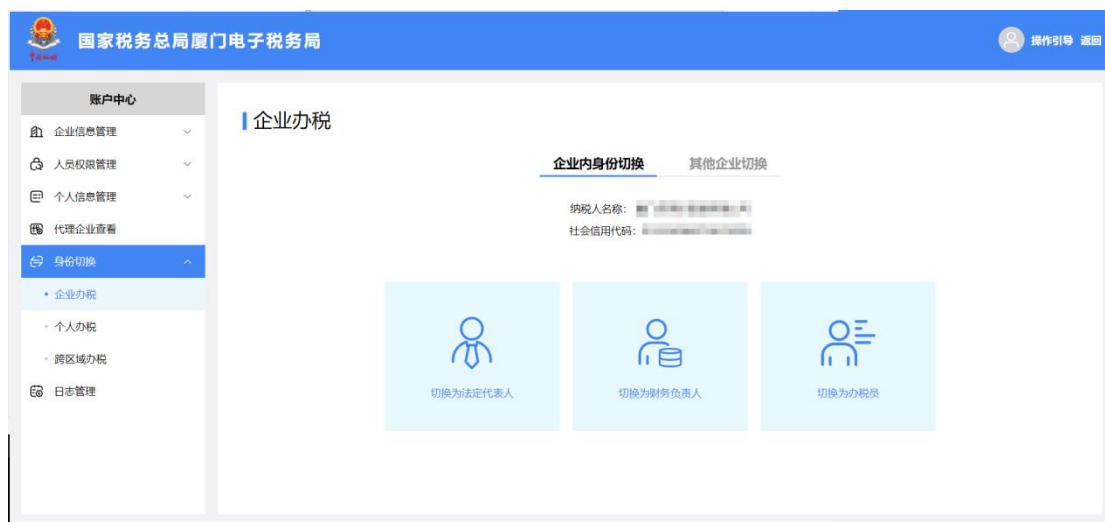 国家税务总局厦门电子税务局
操作引导 返回
账户中心
企业信息管理
人员权限管理
个人信息管理
代理企业查看
身份切换
企业办税
个人办税
跨区域办税
日志管理
企业办税
企业内身份切换 其他企业切换
纳税人名称：
社会信用代码：
切换为法定代表人 切换为财务负责人 切换为办税员